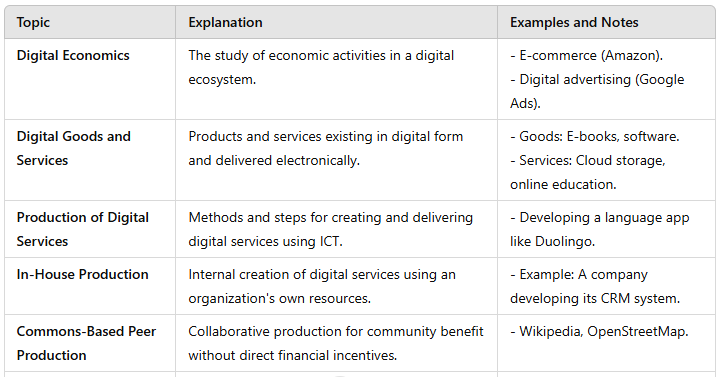 Topic Explanation Examples and Notes
Digital Economics The study of economic activities in a digital - E-commerce (Amazon).
ecosystem. - Digital advertising (Google
Ads).
Digital Goods and Products and services existing in digital form - Goods: E-books, software.
Services and delivered electronically. - Services: Cloud storage,
online education.
Production of Digital Methods and steps for creating and delivering - Developing a language app
Services digital services using ICT. like Duolingo.
In-House Production Internal creation of digital services using an - Example: A company
organization's own resources. developing its CRM system.
Commons-Based Peer Collaborative production for community benefit - Wikipedia, OpenStreetMap.
Production without direct financial incentives.